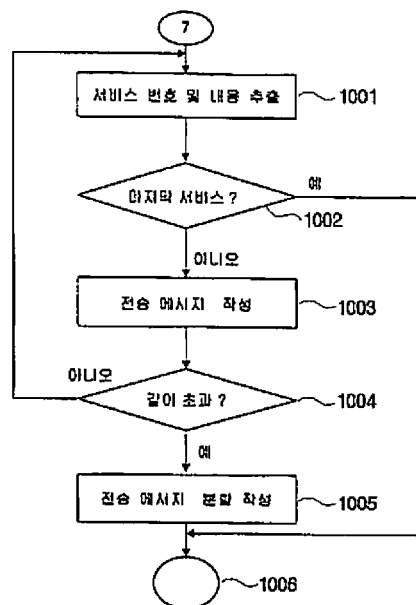 7
서비스 번호 및 내용 추출
1001
마지막 서비스 ?
예
1002
아니오
전송 메시지 작성
1003
아니오
길이 초과 ?
1004
예
전송 메시지 분할 작성
1005
1006